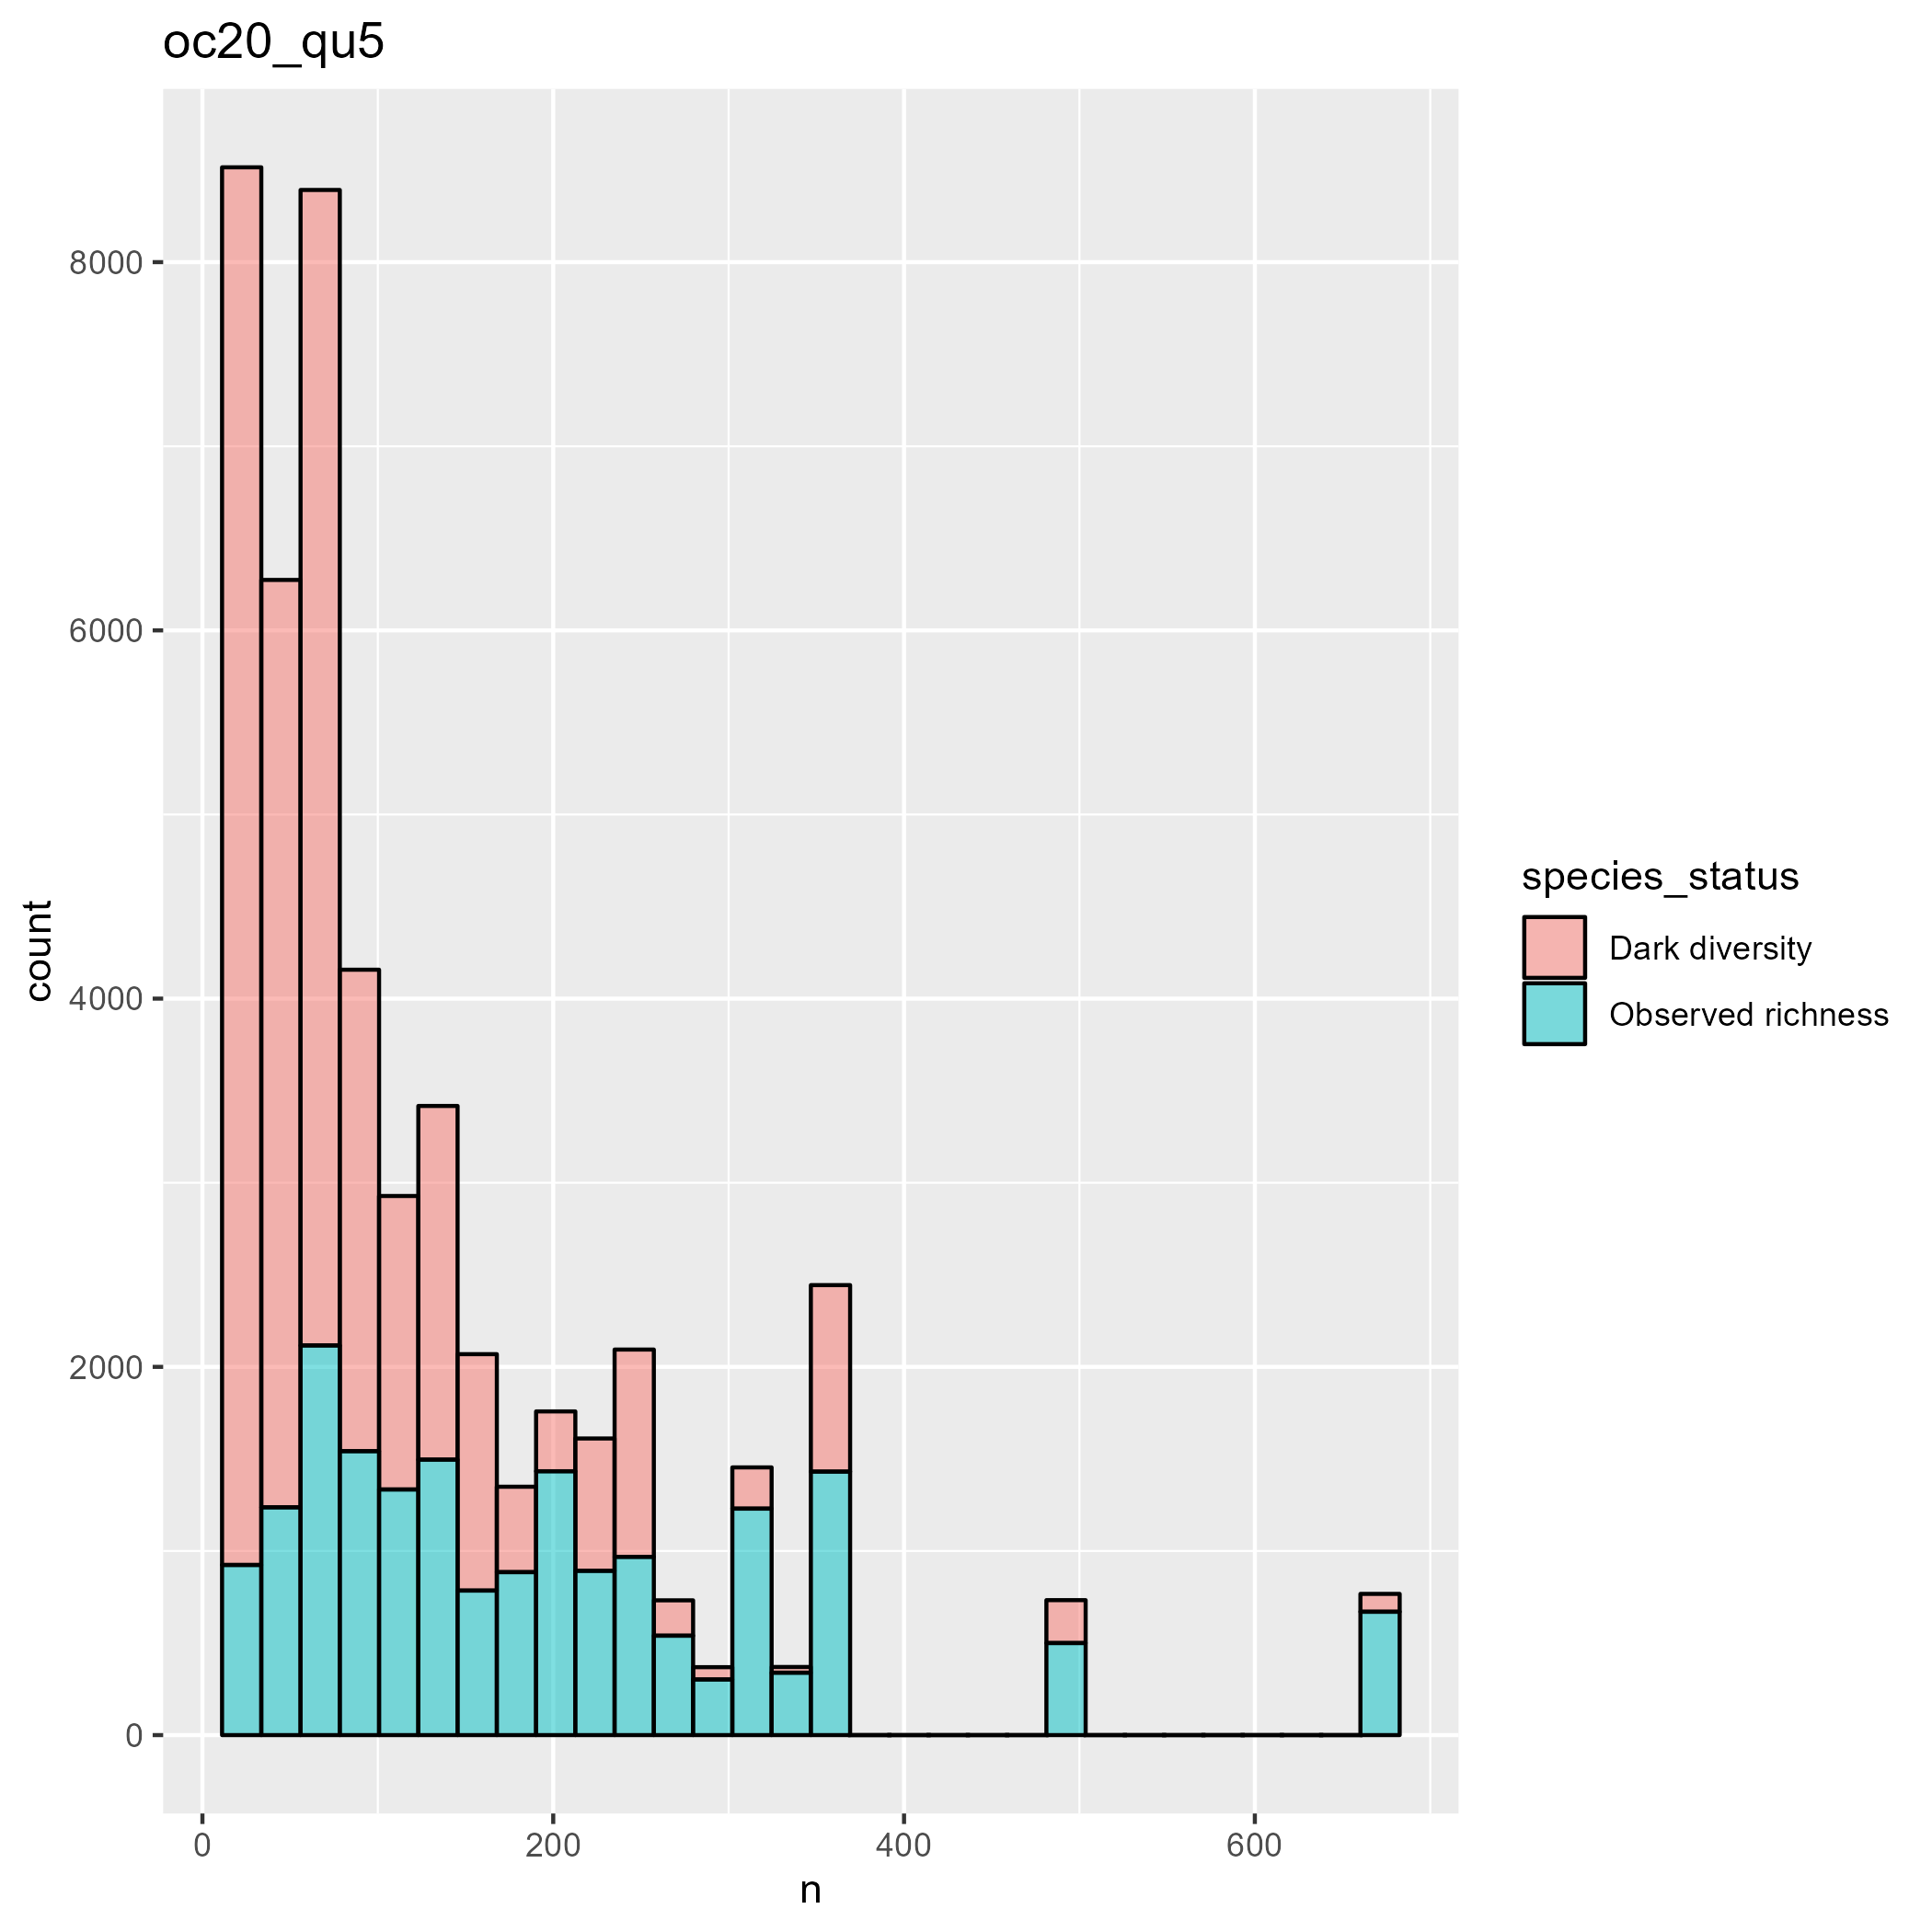 oc20_qu5
8000
6000
4000
2000
0
count
0 200 400 600
n
species_status
Dark diversity
Observed richness